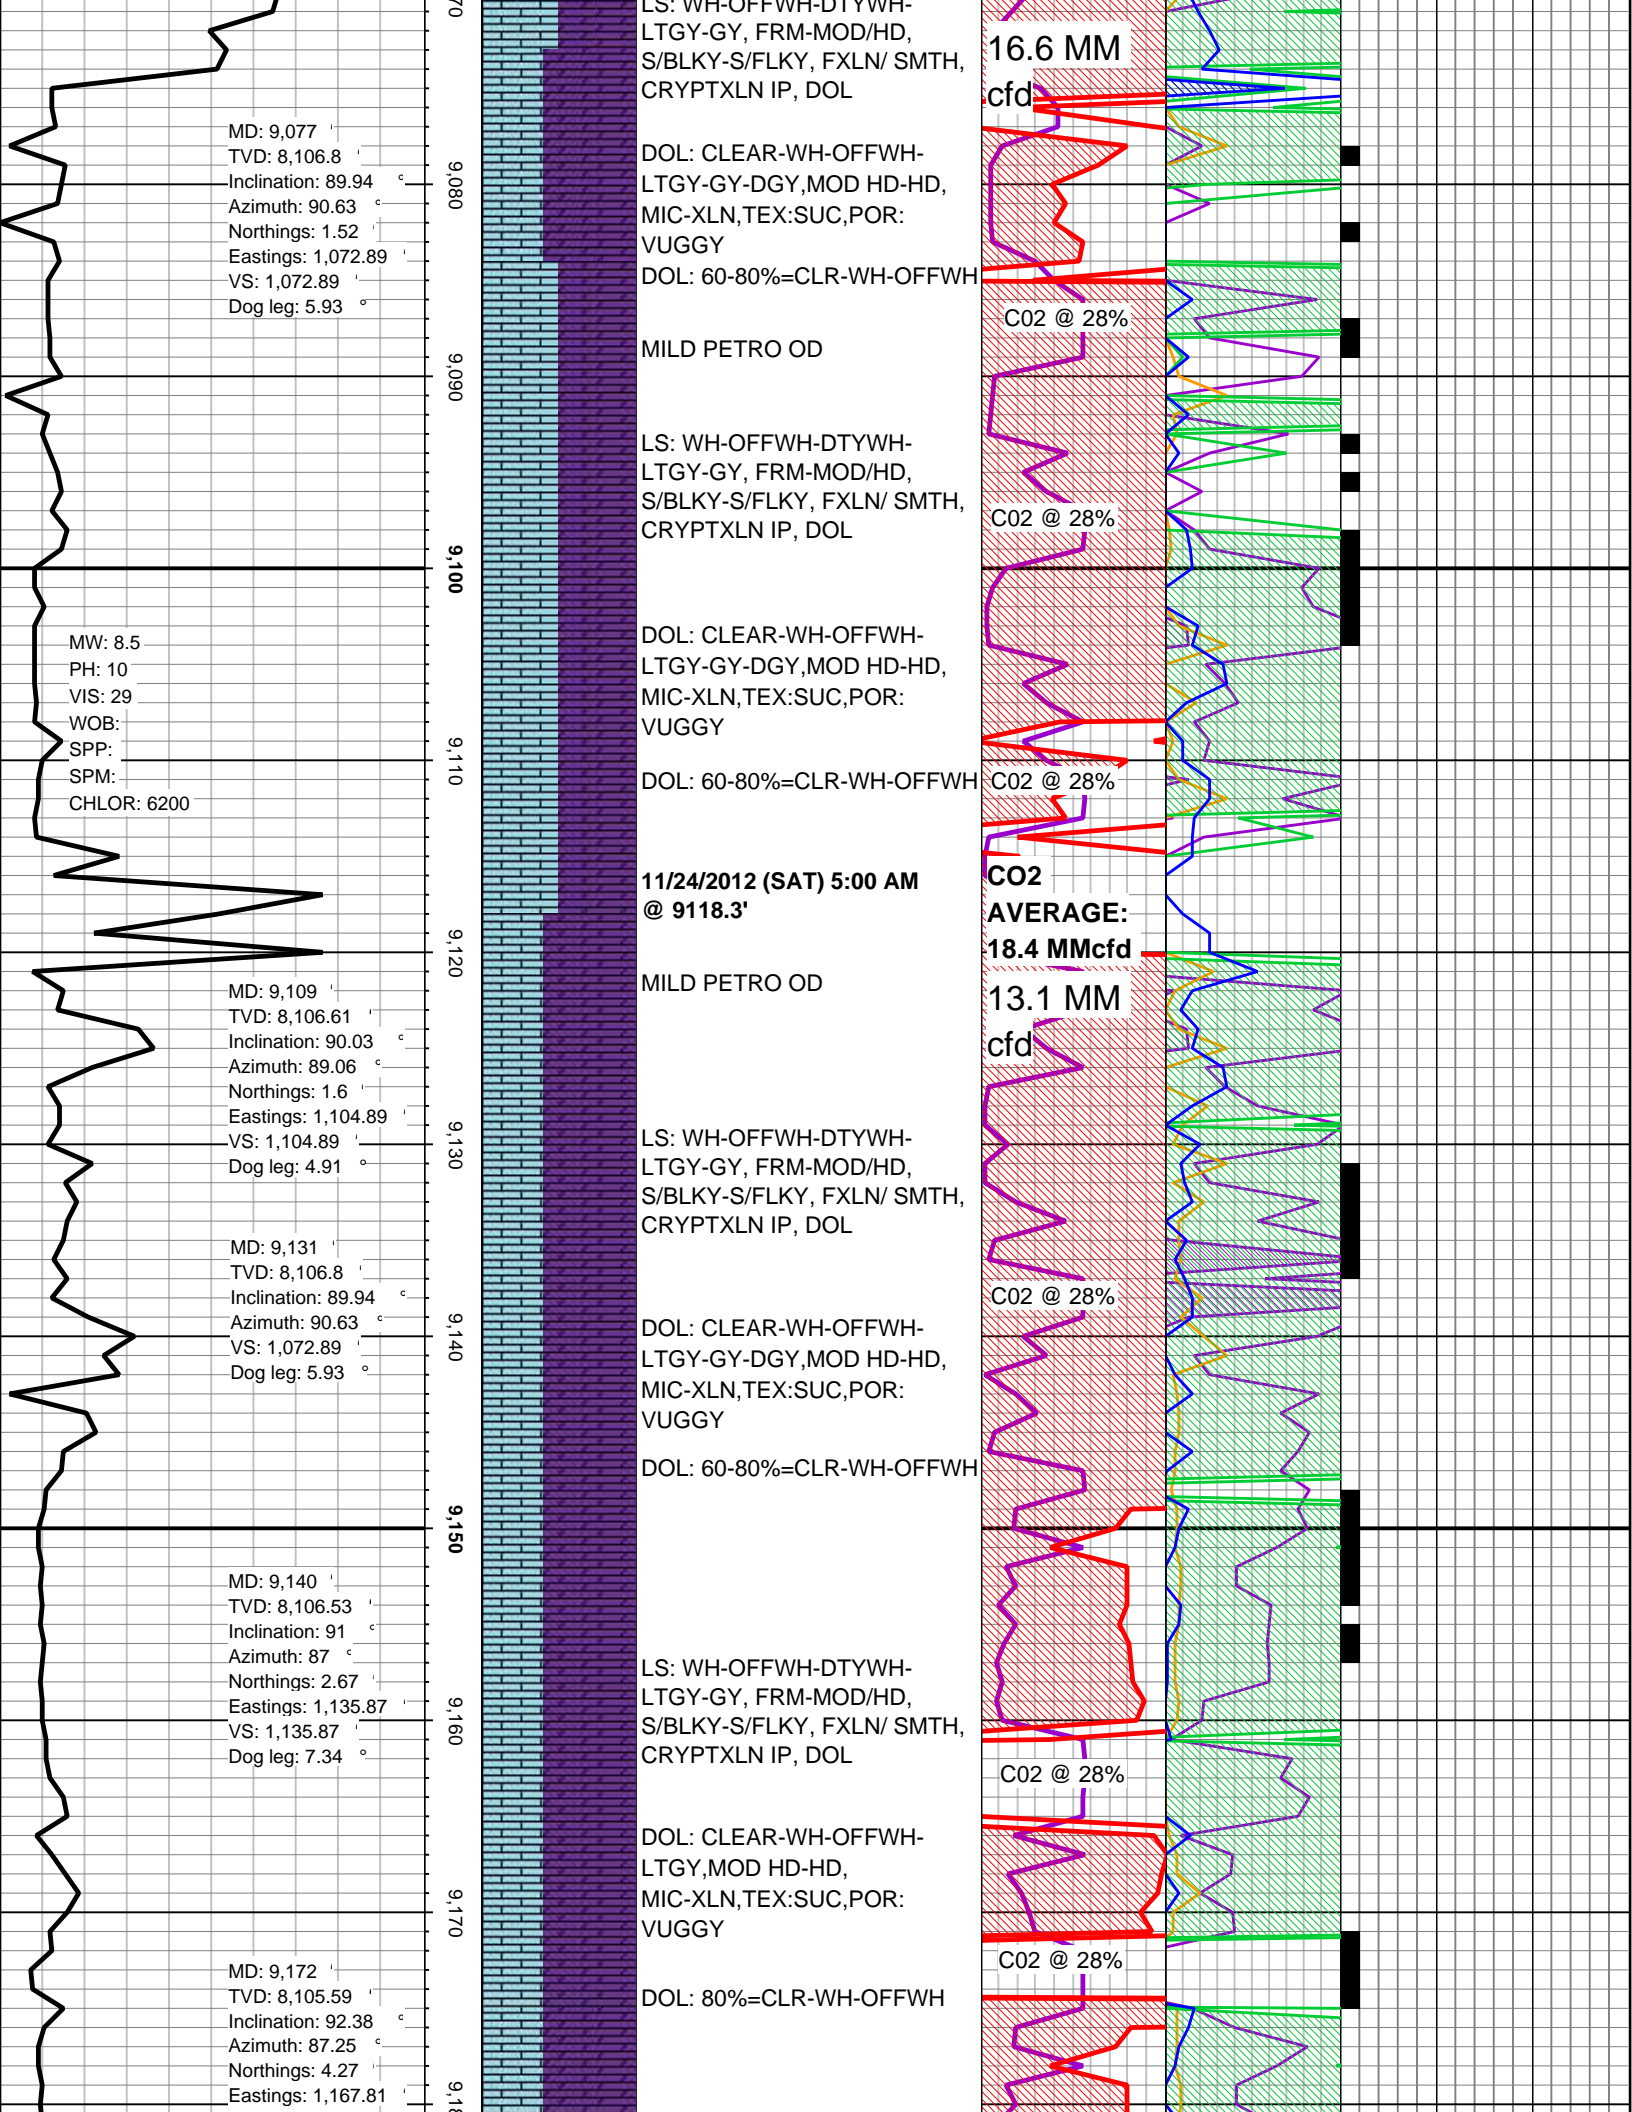 70
LS: WH-OFFWH-DTYWH-
LTGY-GY, FRM-MOD/HD,
S/BLKY-S/FLKY, FXLN/ SMTH,
CRYPTXLN IP, DOL
16.6 MM
cfd
MD: 9,077 '
TVD: 8,106.8 '
Inclination: 89.94 °
Azimuth: 90.63 °
Northings: 1.52 '
Eastings: 1,072.89 '
VS: 1,072.89 '
Dog leg: 5.93 °
9,080
DOL: CLEAR-WH-OFFWH-
LTGY-GY-DGY,MOD HD-HD,
MIC-XLN,TEX:SUC,POR:
VUGGY
DOL: 60-80%=CLR-WH-OFFWH
C02 @ 28%
MILD PETRO OD
9,090
LS: WH-OFFWH-DTYWH-
LTGY-GY, FRM-MOD/HD,
S/BLKY-S/FLKY, FXLN/ SMTH,
CRYPTXLN IP, DOL
C02 @ 28%
9,100
MW: 8.5
PH: 10
VIS: 29
WOB:
SPP:
SPM:
CHLOR: 6200
DOL: CLEAR-WH-OFFWH-
LTGY-GY-DGY,MOD HD-HD,
MIC-XLN,TEX:SUC,POR:
VUGGY
9,110
DOL: 60-80%=CLR-WH-OFFWH
C02 @ 28%
11/24/2012 (SAT) 5:00 AM
@ 9118.3'
CO2
AVERAGE:
18.4 MMcfd
13.1 MM
cfd
9,120
MILD PETRO OD
MD: 9,109 '
TVD: 8,106.61 '
Inclination: 90.03 °
Azimuth: 89.06 °
Northings: 1.6 '
Eastings: 1,104.89 '
VS: 1,104.89 '
Dog leg: 4.91 °
9,130
LS: WH-OFFWH-DTYWH-
LTGY-GY, FRM-MOD/HD,
S/BLKY-S/FLKY, FXLN/ SMTH,
CRYPTXLN IP, DOL
MD: 9,131 '
TVD: 8,106.8 '
Inclination: 89.94 °
Azimuth: 90.63 °
VS: 1,072.89 '
Dog leg: 5.93 °
C02 @ 28%
9,140
DOL: CLEAR-WH-OFFWH-
LTGY-GY-DGY,MOD HD-HD,
MIC-XLN,TEX:SUC,POR:
VUGGY
DOL: 60-80%=CLR-WH-OFFWH
9,150
MD: 9,140 '
TVD: 8,106.53 '
Inclination: 91 °
Azimuth: 87 °
Northings: 2.67 '
Eastings: 1,135.87 '
VS: 1,135.87 '
Dog leg: 7.34 °
9,160
LS: WH-OFFWH-DTYWH-
LTGY-GY, FRM-MOD/HD,
S/BLKY-S/FLKY, FXLN/ SMTH,
CRYPTXLN IP, DOL
C02 @ 28%
DOL: CLEAR-WH-OFFWH-
LTGY,MOD HD-HD,
MIC-XLN,TEX:SUC,POR:
VUGGY
9,170
C02 @ 28%
MD: 9,172 '
TVD: 8,105.59 '
Inclination: 92.38 °
Azimuth: 87.25 °
Northings: 4.27 '
Eastings: 1,167.81 '
DOL: 80%=CLR-WH-OFFWH
9,18